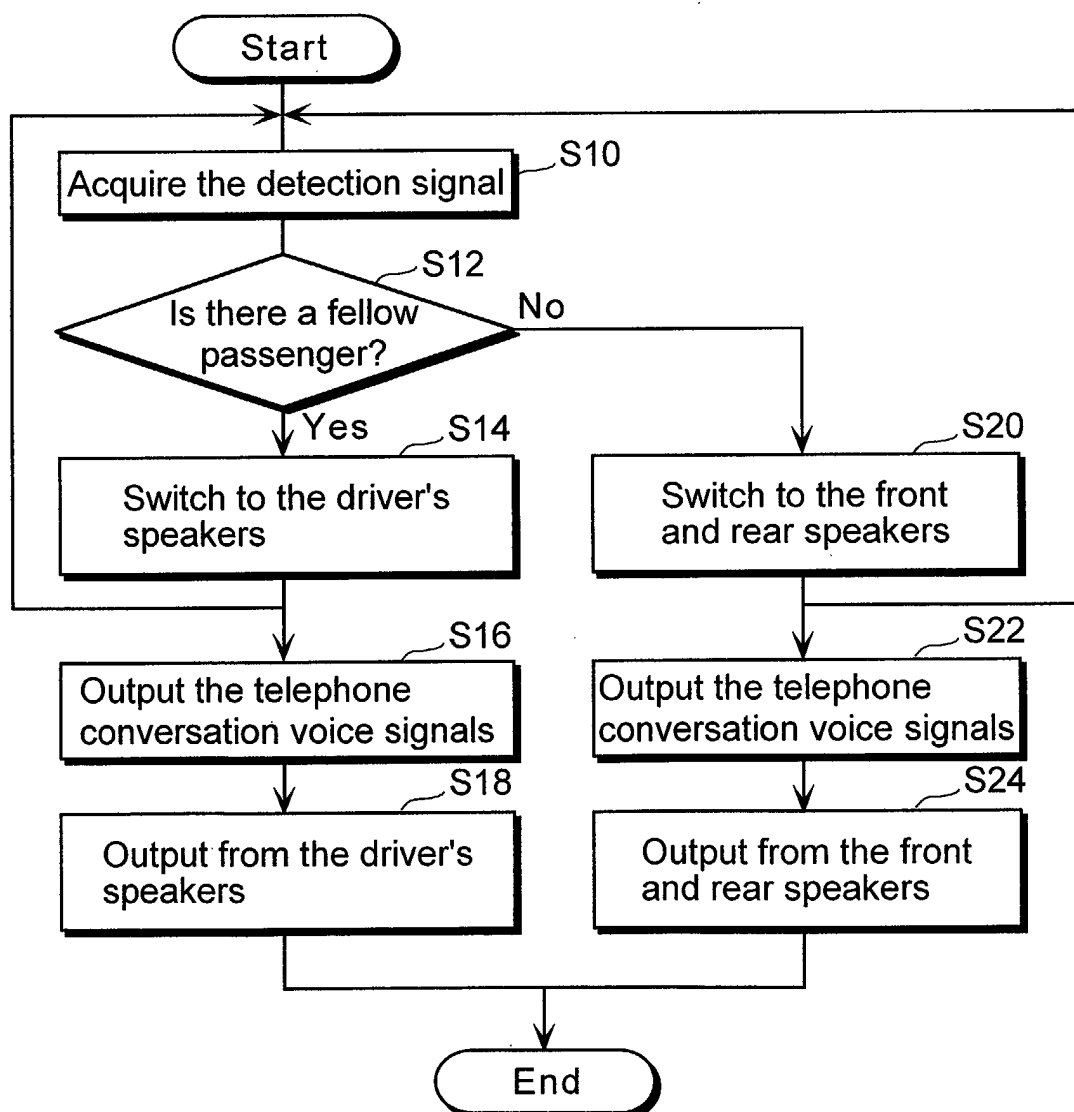 Start
Acquire the detection signal
S10
S12
Is there a fellow
passenger?
No
Yes
S14
Switch to the driver's
speakers
S20
Switch to the front
and rear speakers
S16
Output the telephone
conversation voice signals
S22
Output the telephone
conversation voice signals
S18
Output from the driver's
speakers
S24
Output from the front
and rear speakers
End